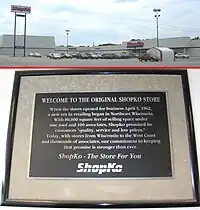 WELCOME TO THE ORIGINAL SHOPKO STORE
When the doors opened for business April 5, 1962,
a new era in retailing began in Northeast Wisconsin.
With 80,000 square feet of selling space under
one roof and 100 associates, ShopKo promised its
customers "quality, service and low prices."
Today, with stores from Wisconsin to the West Coast
and thousands of associates, our commitment to keeping
that promise is stronger than ever.
ShopKo - The Store For You
ShopKo